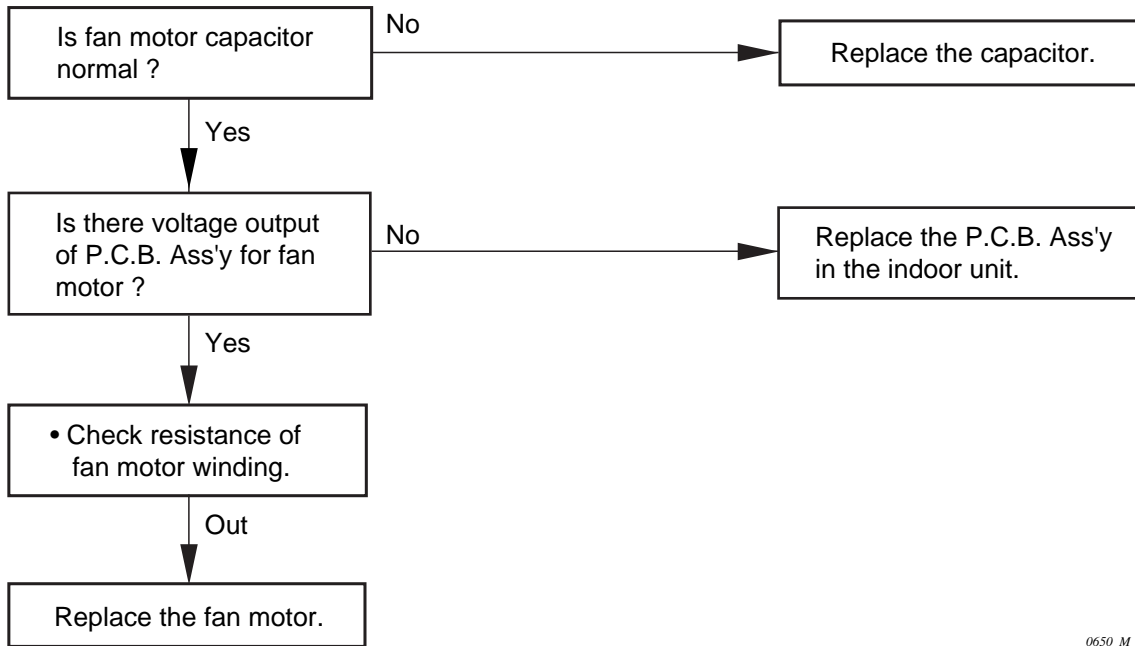 Is fan motor capacitor
normal ?
No
Replace the capacitor.
Yes
Is there voltage output
of P.C.B. Ass'y for fan
motor ?
No
Replace the P.C.B. Ass'y
in the indoor unit.
Yes
• Check resistance of
fan motor winding.
Out
Replace the fan motor.
0650_M